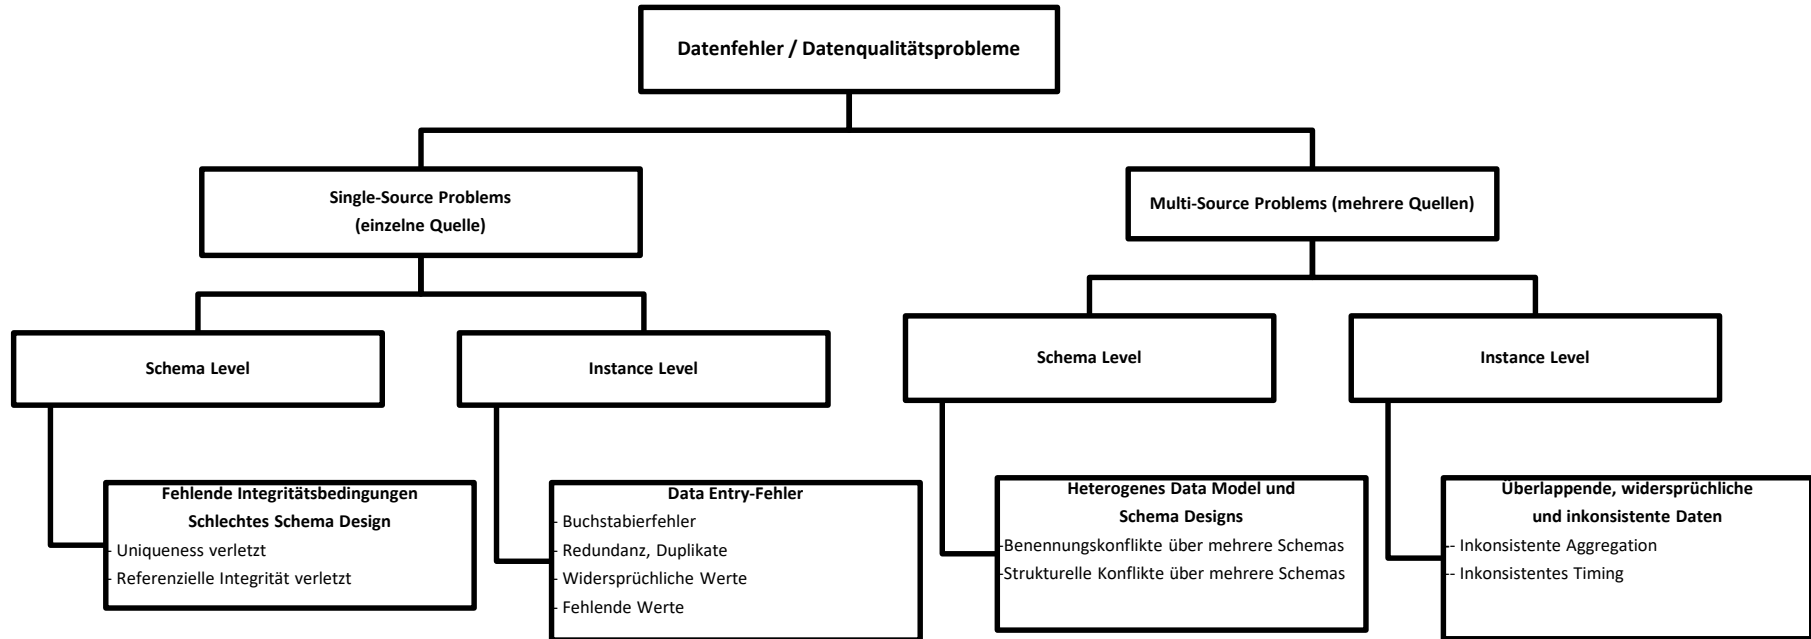 Datenfehler / Datenqualitätsprobleme
Single-Source Problems
(einzelne Quelle)
Multi-Source Problems (mehrere Quellen)
Schema Level
Instance Level
Schema Level
Instance Level
Fehlende Integritätsbedingungen
Schlechtes Schema Design
- Uniqueness verletzt
- Referenzielle Integrität verletzt
Data Entry-Fehler
- Buchstabierfehler
- Redundanz, Duplikate
- Widersprüchliche Werte
- Fehlende Werte
Heterogenes Data Model und
Schema Designs
-Benennungskonflikte über mehrere Schemas
-Strukturelle Konflikte über mehrere Schemas
Überlappende, widersprüchliche
und inkonsistente Daten
-- Inkonsistente Aggregation
-- Inkonsistentes Timing